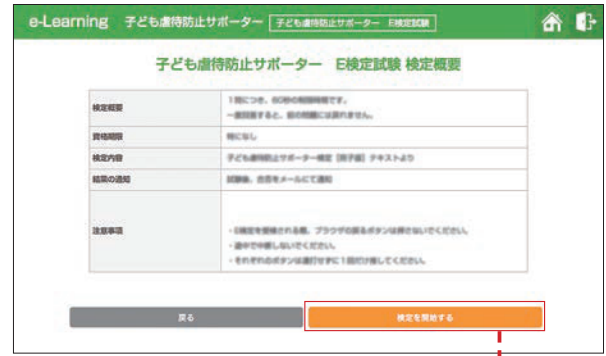 e-Learning 子ども虐待防止サポーター 子ども虐待防止サポーター E検定試験
子ども虐待防止サポーター E検定試験 検定概要
検定概要
1問につき、60秒の制限時間です。
一度回答すると、前の問題には戻れません。
資格期限 特になし
検定内容 子ども虐待防止サポーター検定 [冊子版] テキストより
結果の通知 試験後、合否をメールにて通知
注意事項
・E検定を受検される際、ブラウザの戻るボタンは押さないでください。
・途中で中断しないでください。
・それぞれのボタンは連打せずに1回だけ押してください。
戻る 検定を開始する